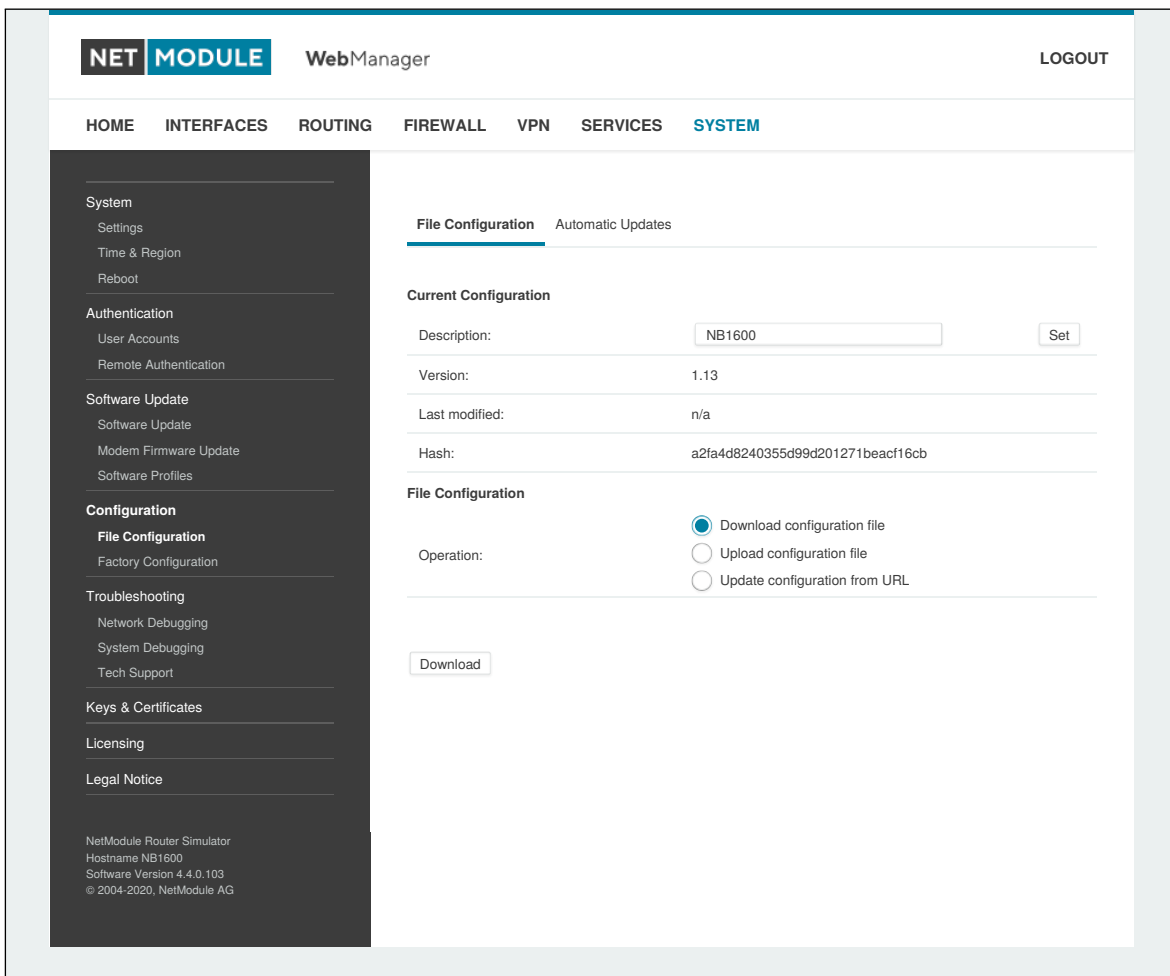 NET MODULE WebManager LOGOUT
HOME INTERFACES ROUTING FIREWALL VPN SERVICES SYSTEM
System
Settings
Time & Region
Reboot
Authentication
User Accounts
Remote Authentication
Software Update
Software Update
Modem Firmware Update
Software Profiles
Configuration
File Configuration
Factory Configuration
Troubleshooting
Network Debugging
System Debugging
Tech Support
Keys & Certificates
Licensing
Legal Notice
NetModule Router Simulator
Hostname NB1600
Software Version 4.4.0.103
© 2004-2020, NetModule AG
File Configuration Automatic Updates
Current Configuration
Description: NB1600 Set
Version: 1.13
Last modified: n/a
Hash: a2fa4d8240355d99d201271beacf16cb
File Configuration
Operation:
Download configuration file
Upload configuration file
Update configuration from URL
Download